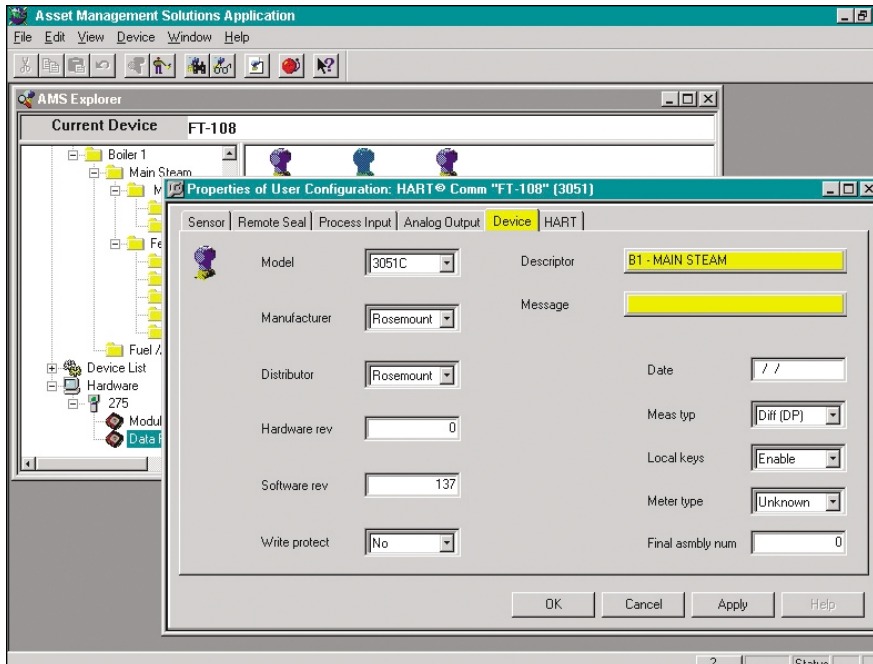 Asset Management Solutions Application
File Edit View Device Window Help
AMS Explorer
Current Device FT-108
Boiler 1
Main Steam
Properties of User Configuration: HART® Comm "FT-108" (3051)
M
Sensor Remote Seal Process Input Analog Output Device HART
Fe
Model 3051C
Descriptor B1 - MAIN STEAM
Message
Manufacturer Rosemount
Fuel /
Device List
Distributor Rosemount
Date / /
Hardware
275
Meas typ Diff (DP)
Modul
Hardware rev 0
Data
Local keys Enable
Software rev 137
Meter type Unknown
Write protect No
Final asmbly num 0
OK Cancel Apply Help
? Status